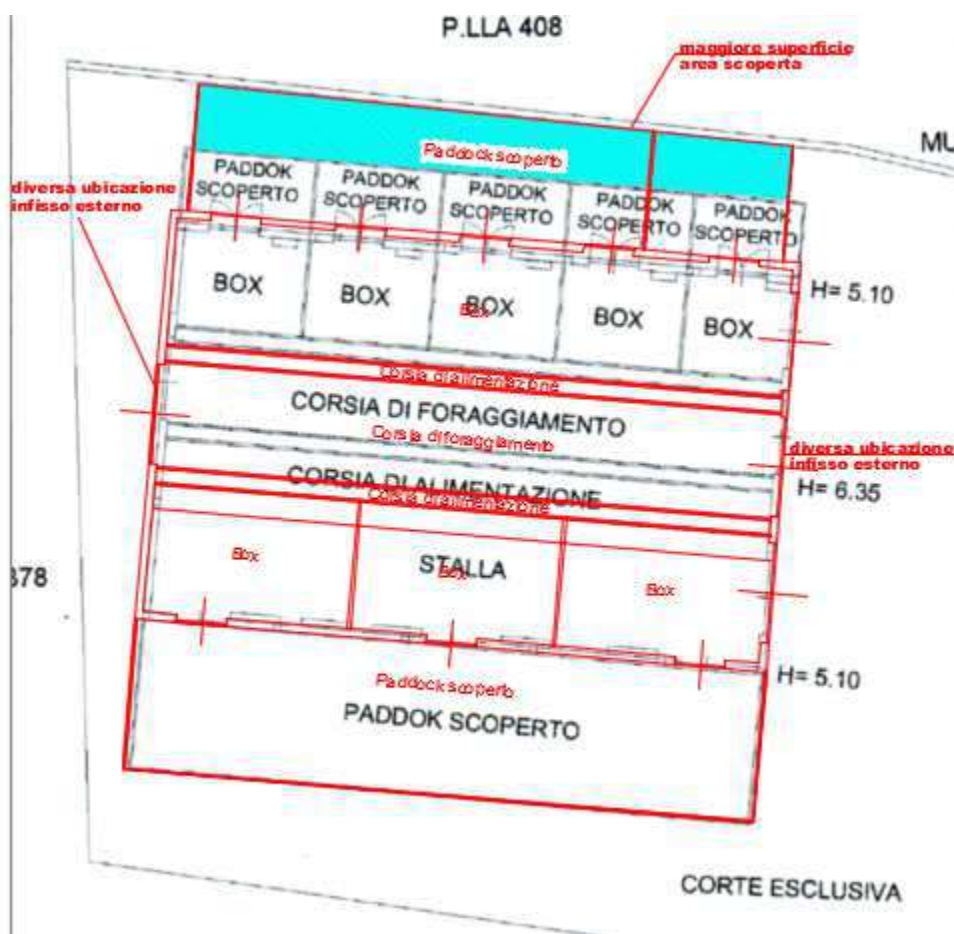 P.LLA 408
maggiore superficie
area scoperta
MU
Paddock scoperto
diversa ubicazione
infisso esterno
PADDOK
SCOPERTO
PADDOK
SCOPERTO
PADDOK
SCOPERTO
PADDOK
SCOPERTO
PADDOK
SCOPERTO
H= 5.10
BOX
BOX
BOX
Box
BOX
BOX
Corsia di alimentazione
CORSIA DI FORAGGIAMENTO
Corsia di foraggiamento
diversa ubicazione
infisso esterno
CORSIA DI ALIMENTAZIONE
Corsia di alimentazione
H= 6.35
Box
STALLA
Box
Box
378
H= 5.10
Paddock scoperto
PADDOK SCOPERTO
CORTE ESCLUSIVA